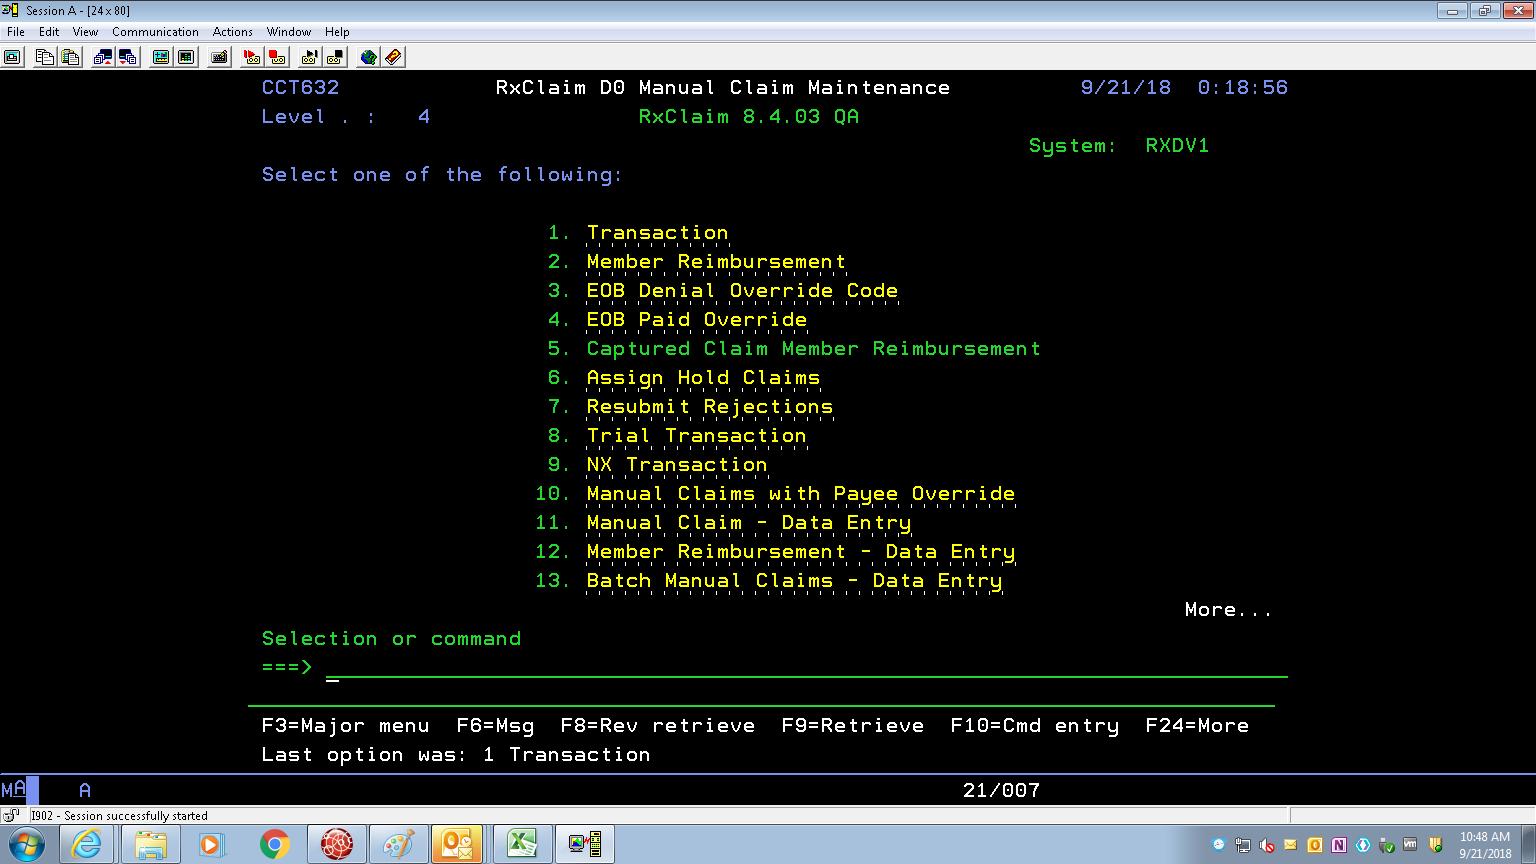 Session A - [24 x 80]
File Edit View Communication Actions Window Help
CCT632 RxClaim D0 Manual Claim Maintenance 9/21/18 0:18:56
Level . : 4 RxClaim 8.4.03 QA
System: RXDV1
Select one of the following:
1. Transaction
2. Member Reimbursement
3. EOB Denial Override Code
4. EOB Paid Override
5. Captured Claim Member Reimbursement
6. Assign Hold Claims
7. Resubmit Rejections
8. Trial Transaction
9. NX Transaction
10. Manual Claims with Payee Override
11. Manual Claim - Data Entry
12. Member Reimbursement - Data Entry
13. Batch Manual Claims - Data Entry
More...
Selection or command
===>
F3=Major menu F6=Msg F8=Rev retrieve F9=Retrieve F10=Cmd entry F24=More
Last option was: 1 Transaction
MA A 21/007
I902 - Session successfully started
10:48 AM
9/21/2018